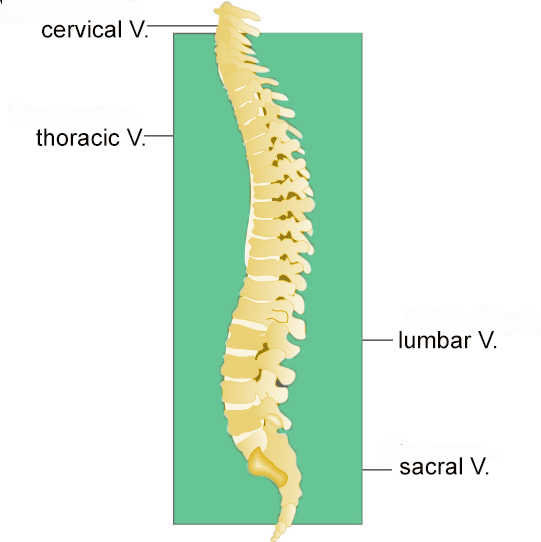 cervical V.
thoracic V.
lumbar V.
sacral V.